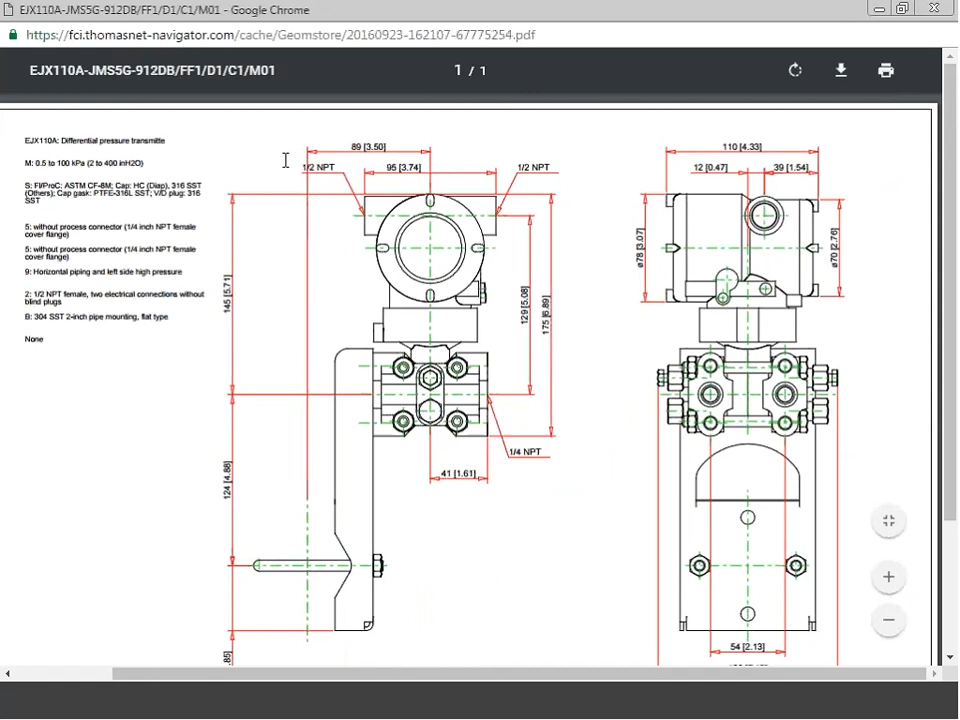 EJX110A-JMS5G-912DB/FF1/D1/C1/M01 - Google Chrome
https://fci.thomasnet-navigator.com/cache/Geomstore/20160923-162107-67775254.pdf
EJX110A-JMS5G-912DB/FF1/D1/C1/M01
1 / 1
EJX110A: Differential pressure transmitte
M: 0.5 to 100 kPa (2 to 400 inH2O)
S: Fl/ProC: ASTM CF-8M; Cap: HC (Diap), 316 SST
(Others); Cap gask: PTFE-316L SST; V/D plug: 316
SST
5: without process connector (1/4 inch NPT female
cover flange)
5: without process connector (1/4 inch NPT female
cover flange)
9: Horizontal piping and left side high pressure
2: 1/2 NPT female, two electrical connections without
blind plugs
B: 304 SST 2-inch pipe mounting, flat type
None
89 [3.50]
1/2 NPT
95 [3.74]
1/2 NPT
145 [5.71]
129 [5.08]
175 [6.89]
1/4 NPT
41 [1.61]
124 [4.88]
.85]
110 [4.33]
12 [0.47]
39 [1.54]
ø78 [3.07]
ø70 [2.76]
54 [2.13]